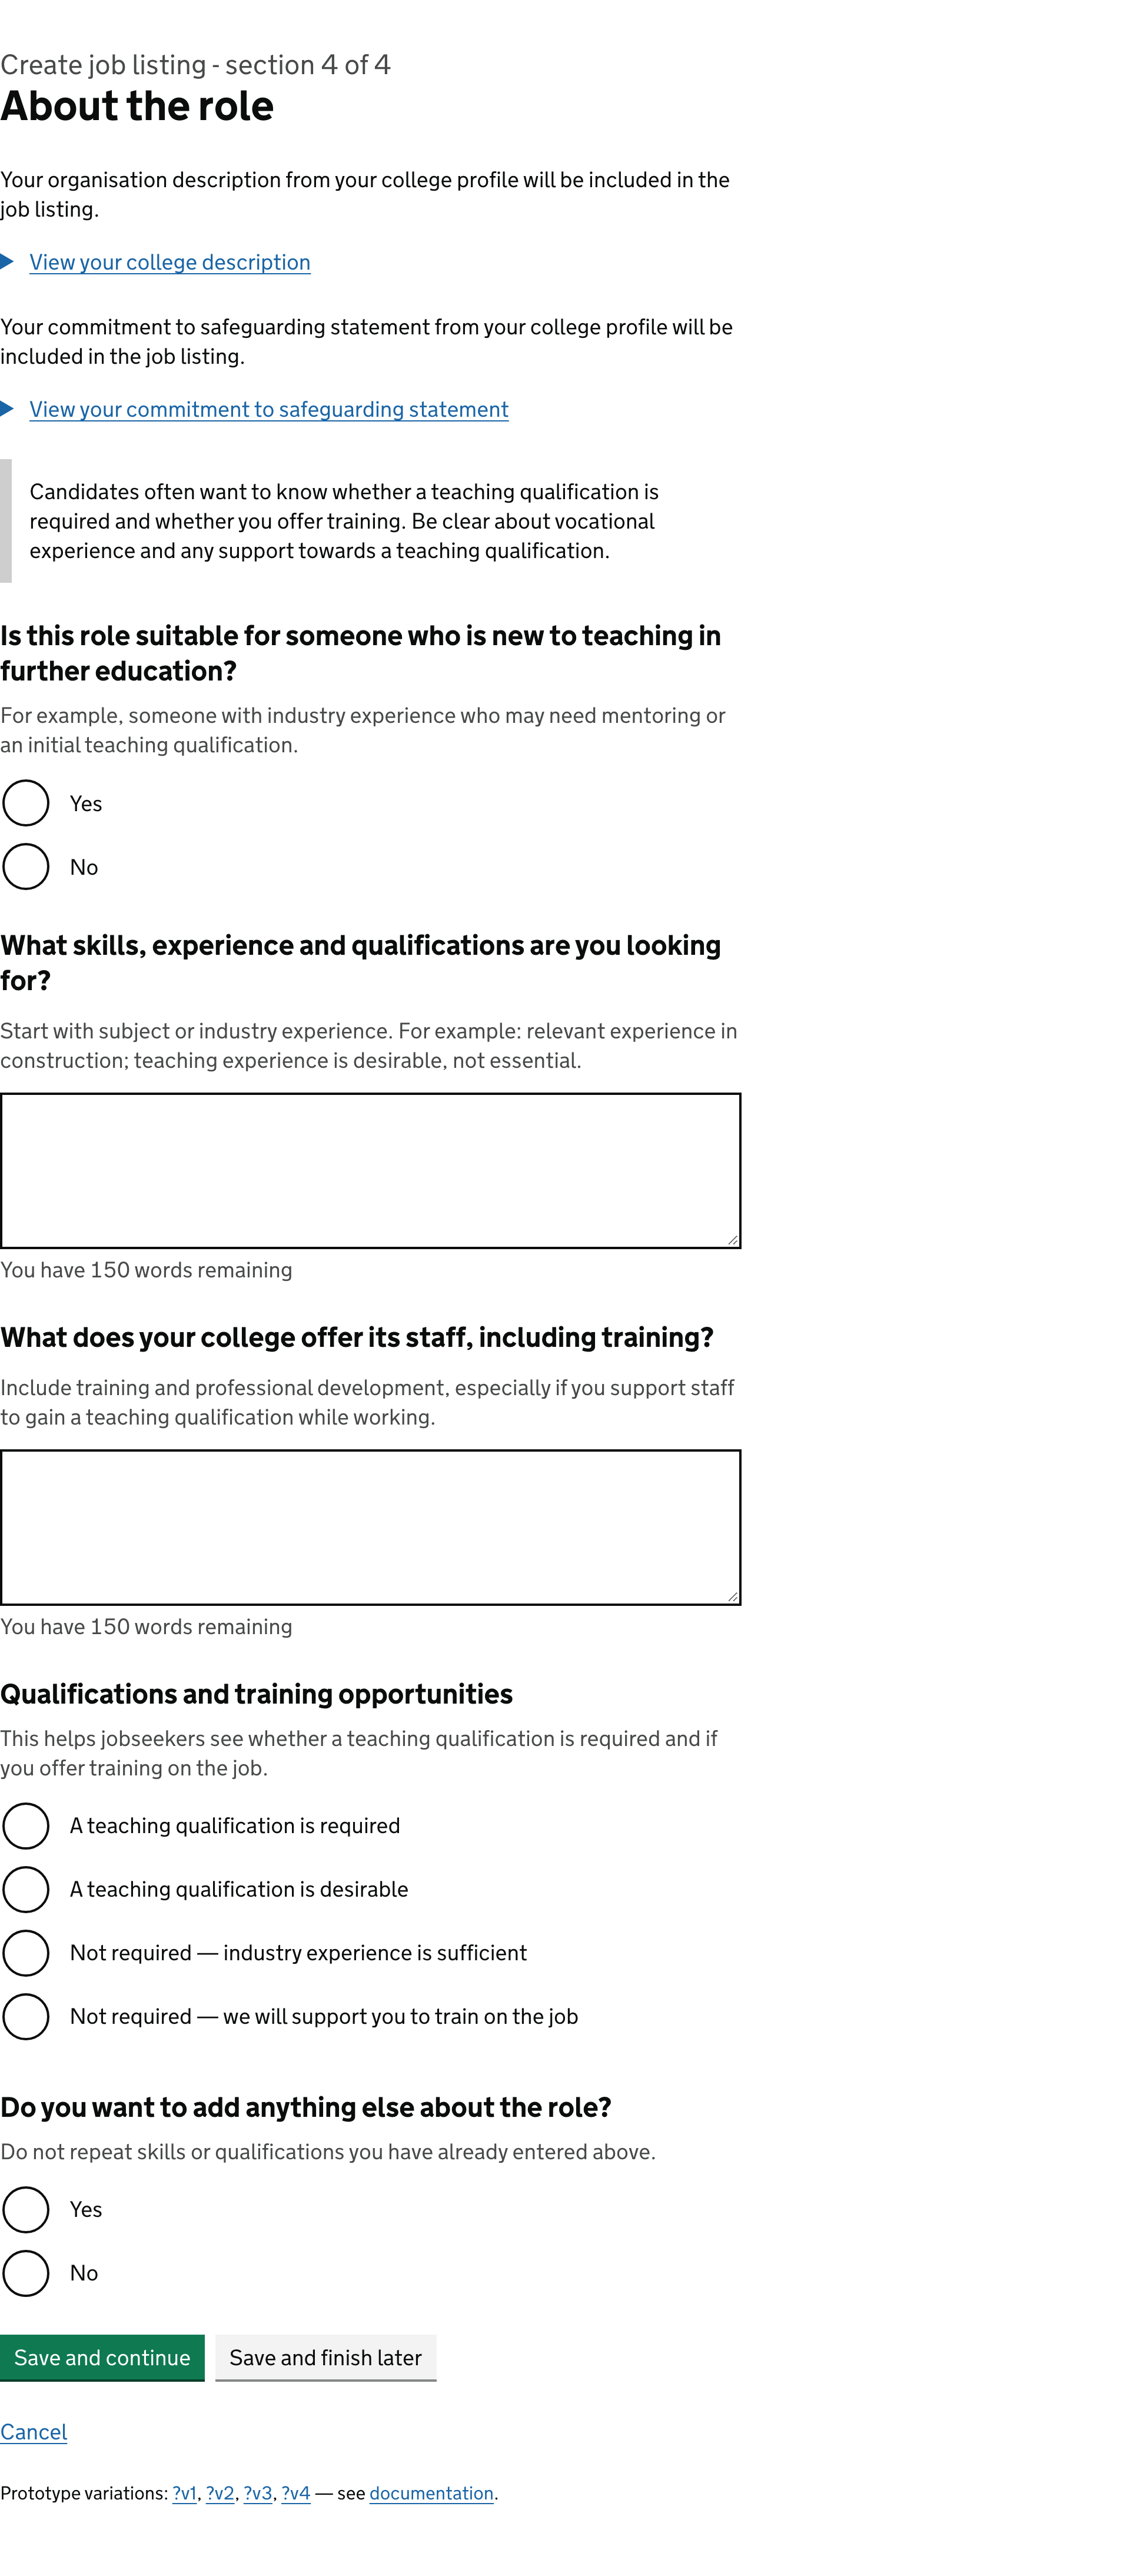 Create job listing - section 4 of 4
About the role
Your organisation description from your college profile will be included in the
job listing.
View your college description
Your commitment to safeguarding statement from your college profile will be
included in the job listing.
View your commitment to safeguarding statement
Candidates often want to know whether a teaching qualification is
required and whether you offer training. Be clear about vocational
experience and any support towards a teaching qualification.
Is this role suitable for someone who is new to teaching in
further education?
For example, someone with industry experience who may need mentoring or
an initial teaching qualification.
Yes
No
What skills, experience and qualifications are you looking
for?
Start with subject or industry experience. For example: relevant experience in
construction; teaching experience is desirable, not essential.
You have 150 words remaining
What does your college offer its staff, including training?
Include training and professional development, especially if you support staff
to gain a teaching qualification while working.
You have 150 words remaining
Qualifications and training opportunities
This helps jobseekers see whether a teaching qualification is required and if
you offer training on the job.
A teaching qualification is required
A teaching qualification is desirable
Not required — industry experience is sufficient
Not required — we will support you to train on the job
Do you want to add anything else about the role?
Do not repeat skills or qualifications you have already entered above.
Yes
No
Save and continue Save and finish later
Cancel
Prototype variations: ?v1, ?v2, ?v3, ?v4 — see documentation.